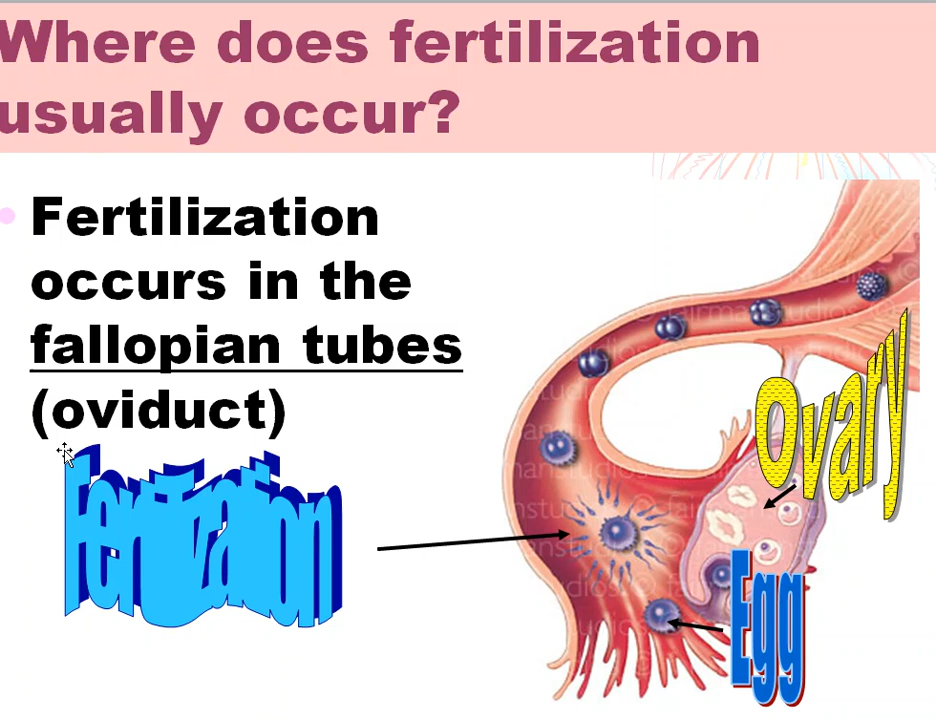 Where does fertilization
usually occur?
• Fertilization
occurs in the
fallopian tubes
(oviduct)
Fertilization
Ovary
Egg